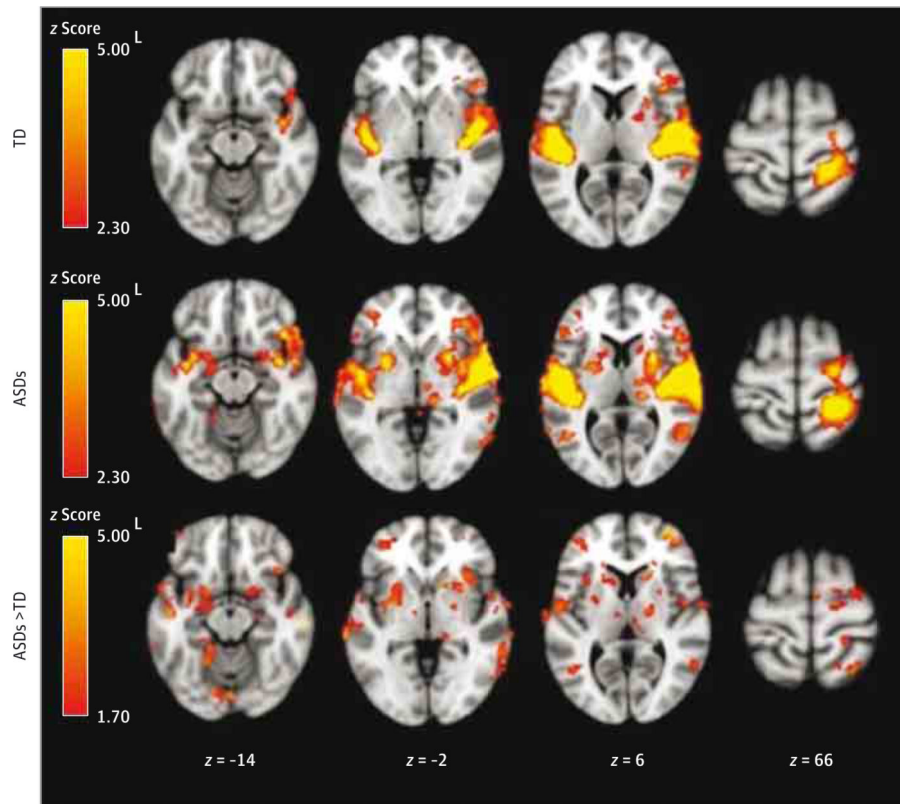 z Score
5.00
L
TD
2.30
z Score
5.00
L
ASDs
2.30
z Score
5.00
L
ASDs >TD
1.70
z = -14
z = -2
z = 6
z = 66